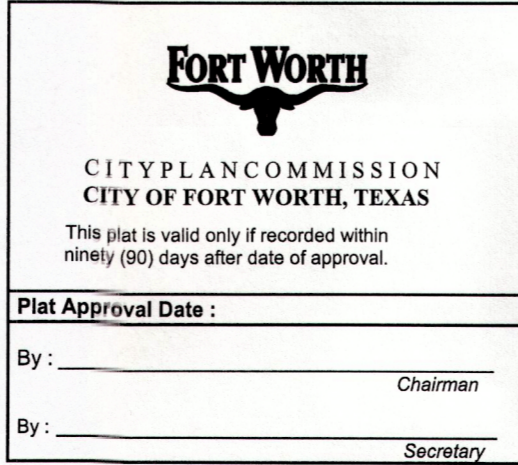 FORT WORTH
CITYPLANCOMMISSION
CITY OF FORT WORTH, TEXAS
This plat is valid only if recorded within
ninety (90) days after date of approval.
Plat Approval Date :
By :
Chairman
By :
Secretary